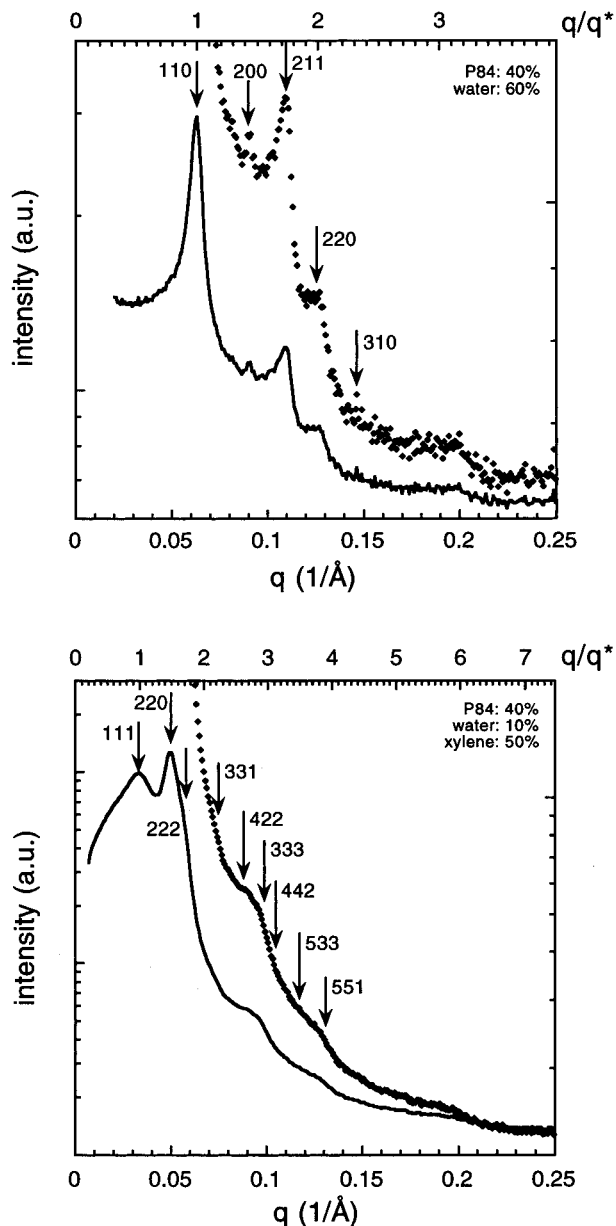 0 1 2 3 q/q*
P84: 40%
water: 60%
110 200 211
220
310
intensity (a.u.)
0 0.05 0.1 0.15 0.2 0.25
q (1/Å)
0 1 2 3 4 5 6 7 q/q*
P84: 40%
water: 10%
xylene: 50%
220
111
331
222
422
333
442
533
551
intensity (a.u.)
0 0.05 0.1 0.15 0.2 0.25
q (1/Å)